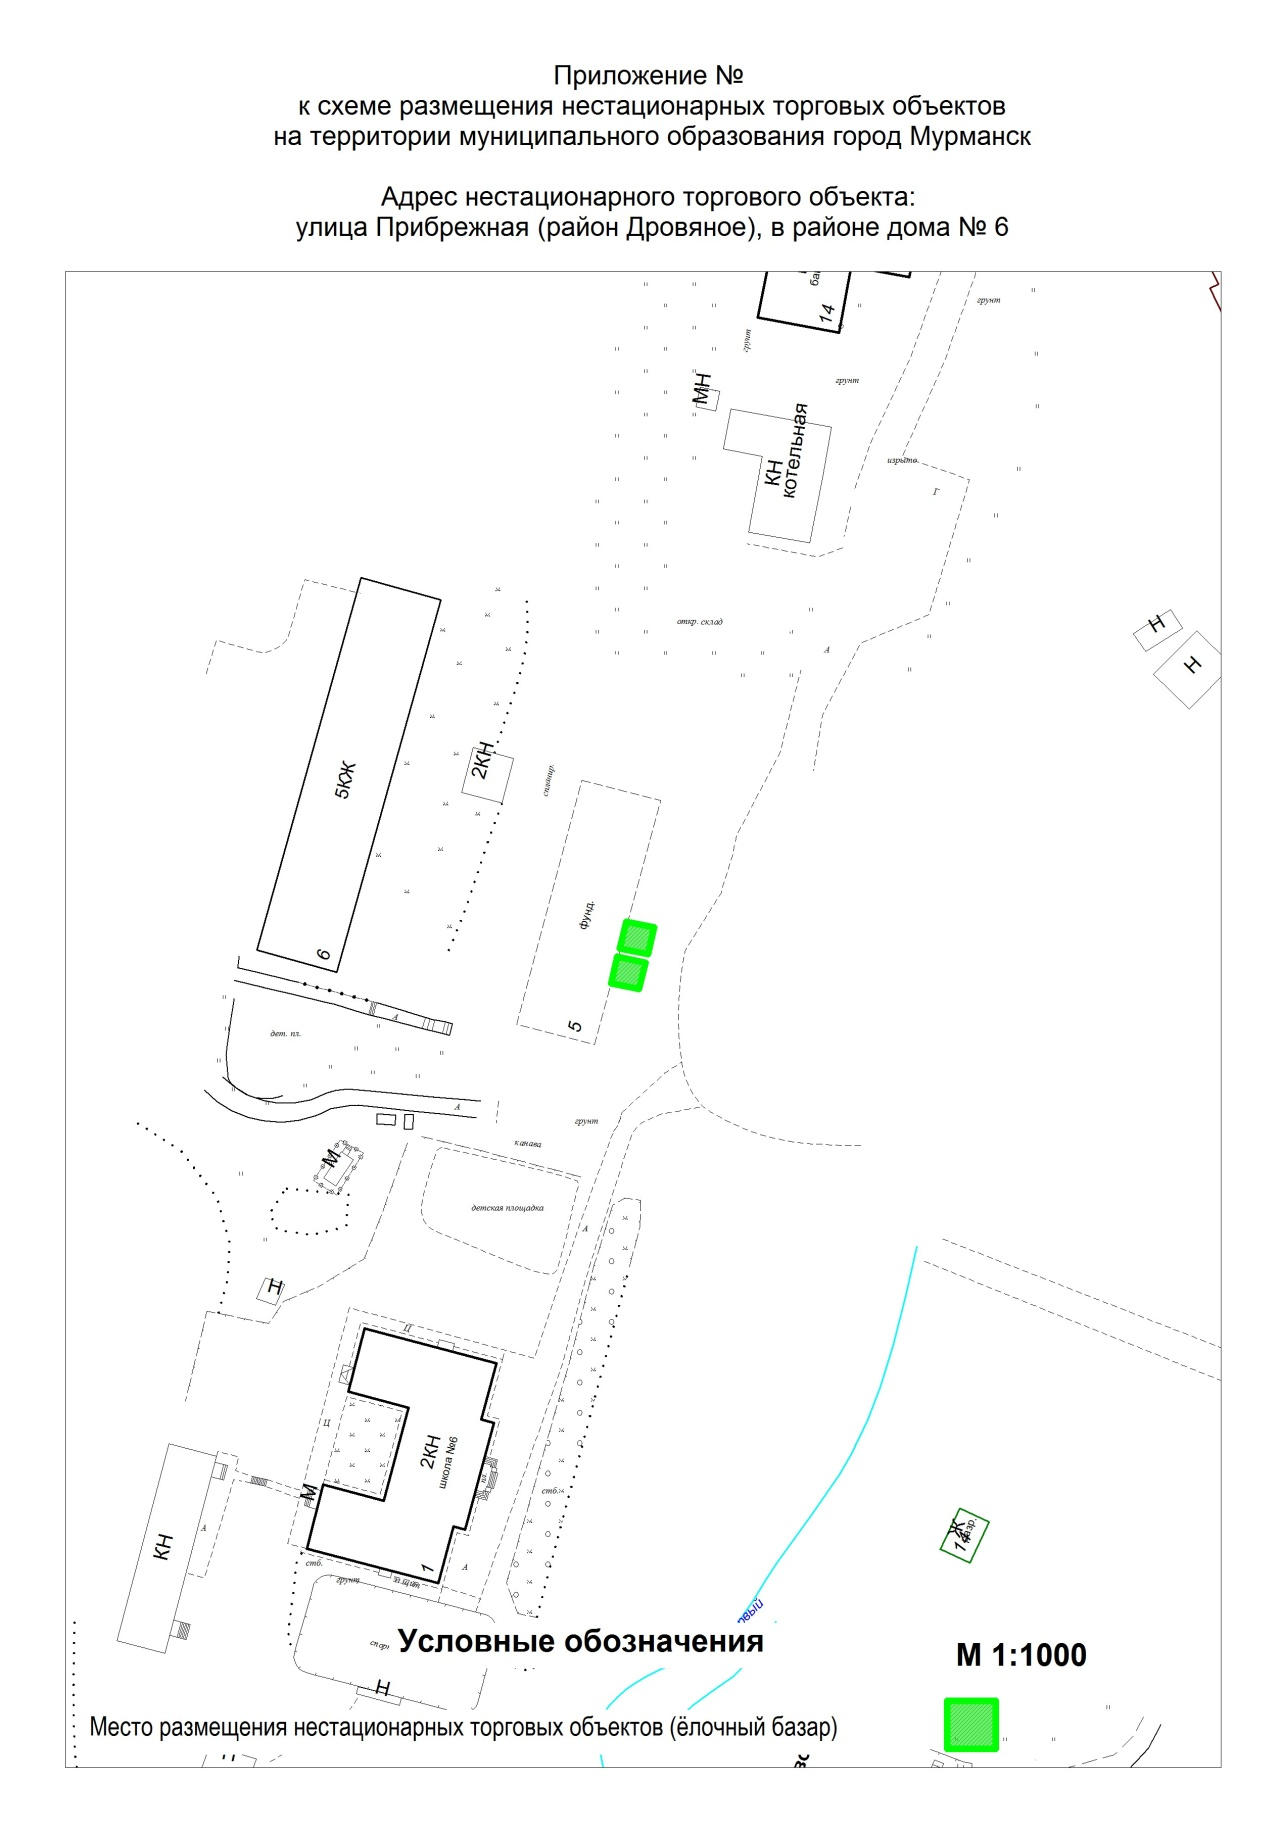 Приложение №
к схеме размещения нестационарных торговых объектов
на территории муниципального образования город Мурманск
Адрес нестационарного торгового объекта:
улица Прибрежная (район Дровяное), в районе дома № 6
14
грунт
грунт
МН
грунт
КН
котельная
изрыто
Г
откр. склад
А
Н
Н
5КЖ
2КН
спланир.
фунд.
6
5
А
дет. пл.
А
грунт
канава
М
детская площадка
А
Н
Ц
Ц
2КН
школа №6
пл.
М
стб.
КН
А
1
А
стб.
грунт
Ж
14
Условные обозначения
М 1:1000
Н
Место размещения нестационарных торговых объектов (ёлочный базар)